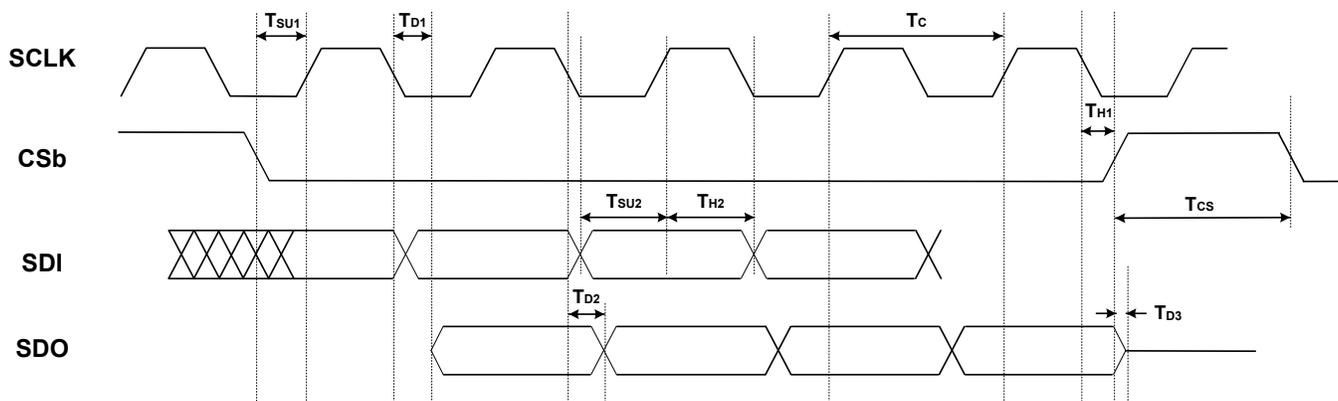 TSU1
TD1
TC
SCLK
TH1
CSb
TSU2
TH2
TCS
SDI
TD2
TD3
SDO